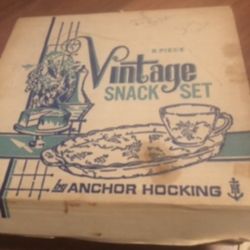 8 PIECE
Vintage
SNACK SET
by ANCHOR HOCKING